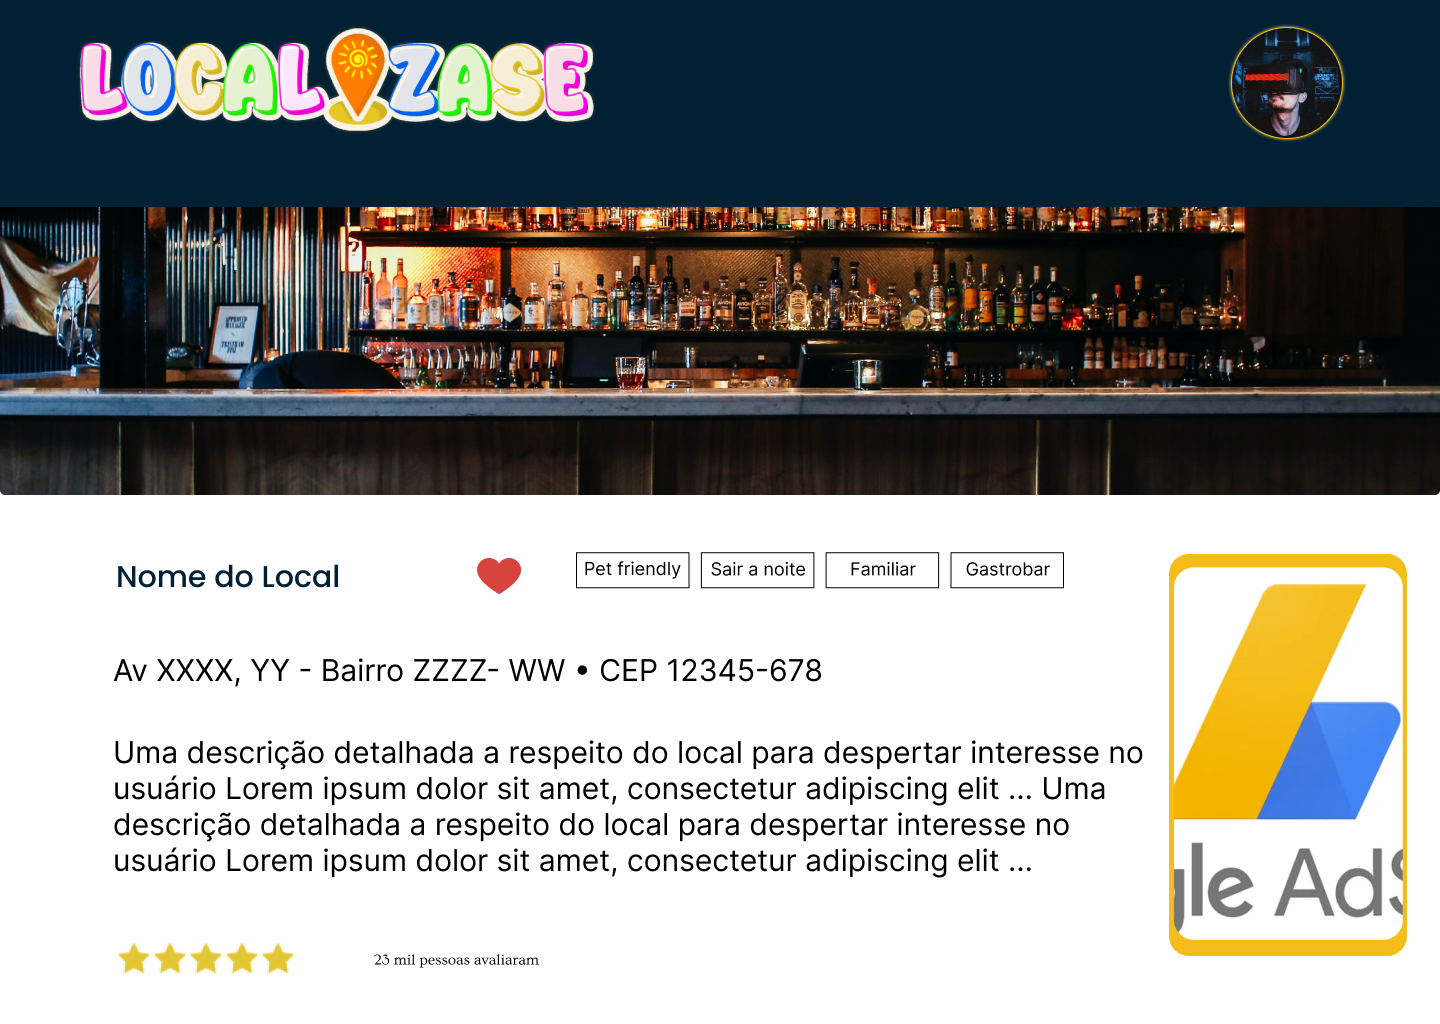 LOCALIZASE
APPROVED
MANAGER
Nome do Local
Pet friendly
Sair a noite
Familiar
Gastrobar
Av XXXX, YY - Bairro ZZZZ- WW • CEP 12345-678
Uma descrição detalhada a respeito do local para despertar interesse no
usuário Lorem ipsum dolor sit amet, consectetur adipiscing elit ... Uma
descrição detalhada a respeito do local para despertar interesse no
usuário Lorem ipsum dolor sit amet, consectetur adipiscing elit ...
gle AdS
23 mil pessoas avaliaram